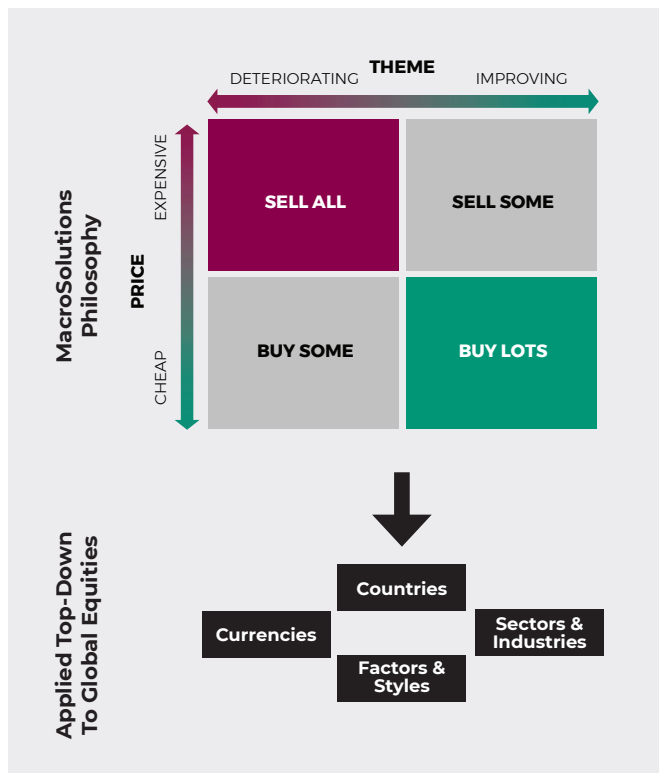 THEME
DETERIORATING
IMPROVING
MacroSolutions
Philosophy
PRICE
EXPENSIVE
CHEAP
SELL ALL
SELL SOME
BUY SOME
BUY LOTS
Applied Top-Down
To Global Equities
Countries
Currencies
Sectors &
Industries
Factors &
Styles